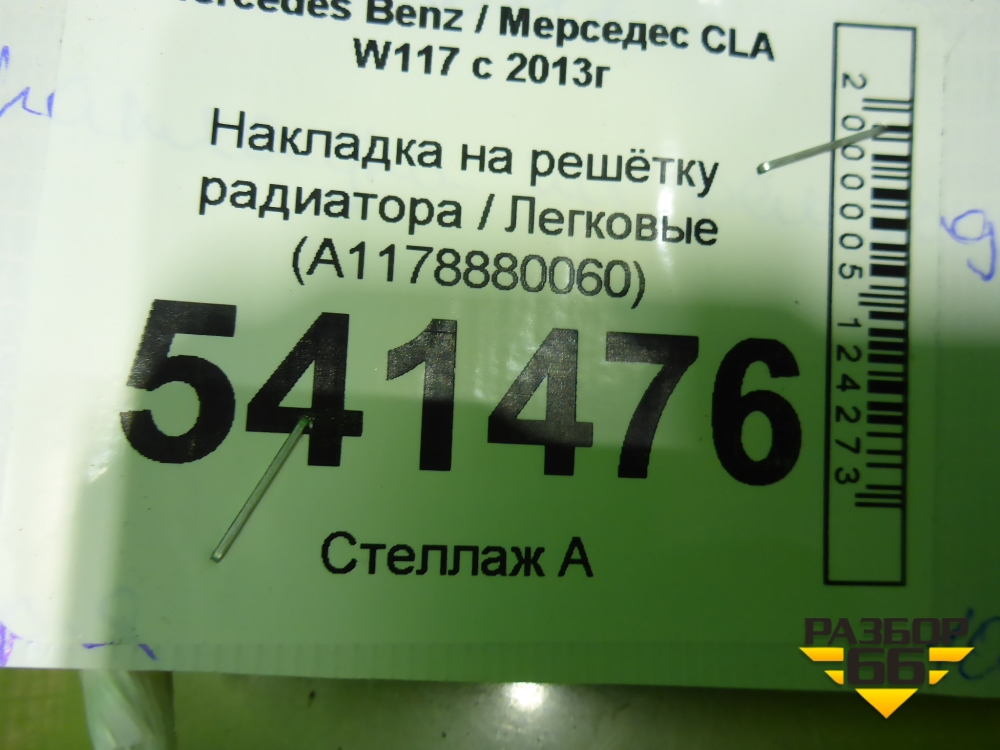 Mercedes Benz / Мерседес CLA
W117 с 2013г
Накладка на решётку
радиатора / Легковые
(A1178880060)
541476
Стеллаж А
2000005124273
РАЗБОР
66